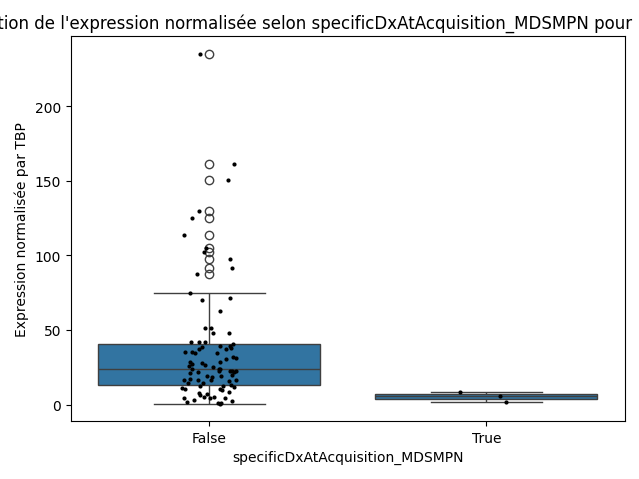 tion de l'expression normalisée selon specificDxAtAcquisition_MDSMPN pour
Expression normalisée par TBP
200
150
100
50
0
False
True
specificDxAtAcquisition_MDSMPN